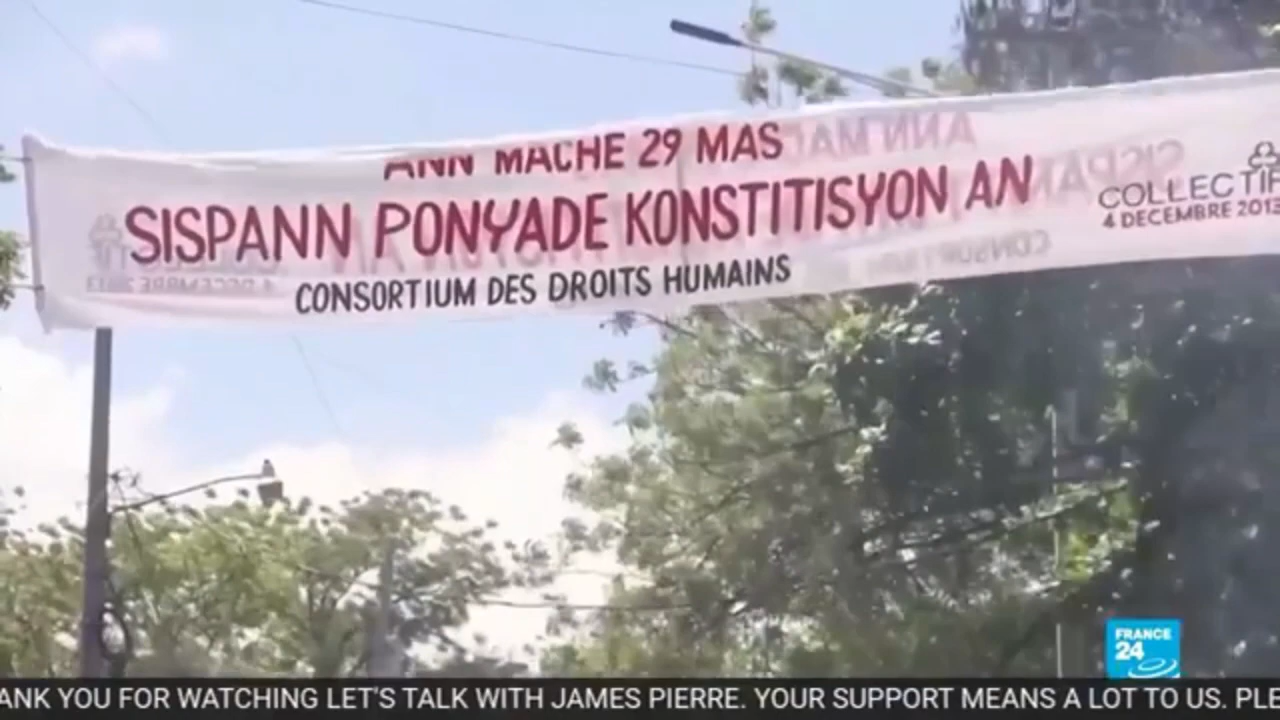 ANN MACHE 29 MAS
SISPANN PONYADE KONSTITISYON AN
CONSORTIUM DES DROITS HUMAINS
COLLECTIF
4 DECEMBRE 2013
FRANCE
24
ANK YOU FOR WATCHING LET'S TALK WITH JAMES PIERRE. YOUR SUPPORT MEANS A LOT TO US. PLE